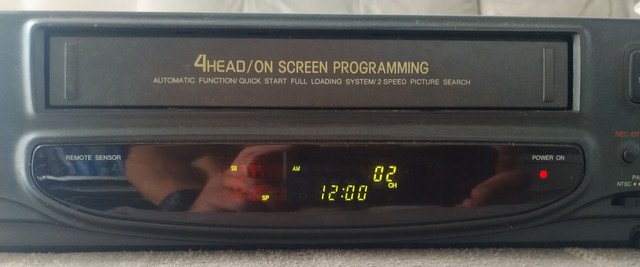 4HEAD/ON SCREEN PROGRAMMING
AUTOMATIC FUNCTION/QUICK START FULL LOADING SYSTEM/2 SPEED PICTURE SEARCH
REMOTE SENSOR
POWER ON
AM
02
CH
12:00
SP
NTSC